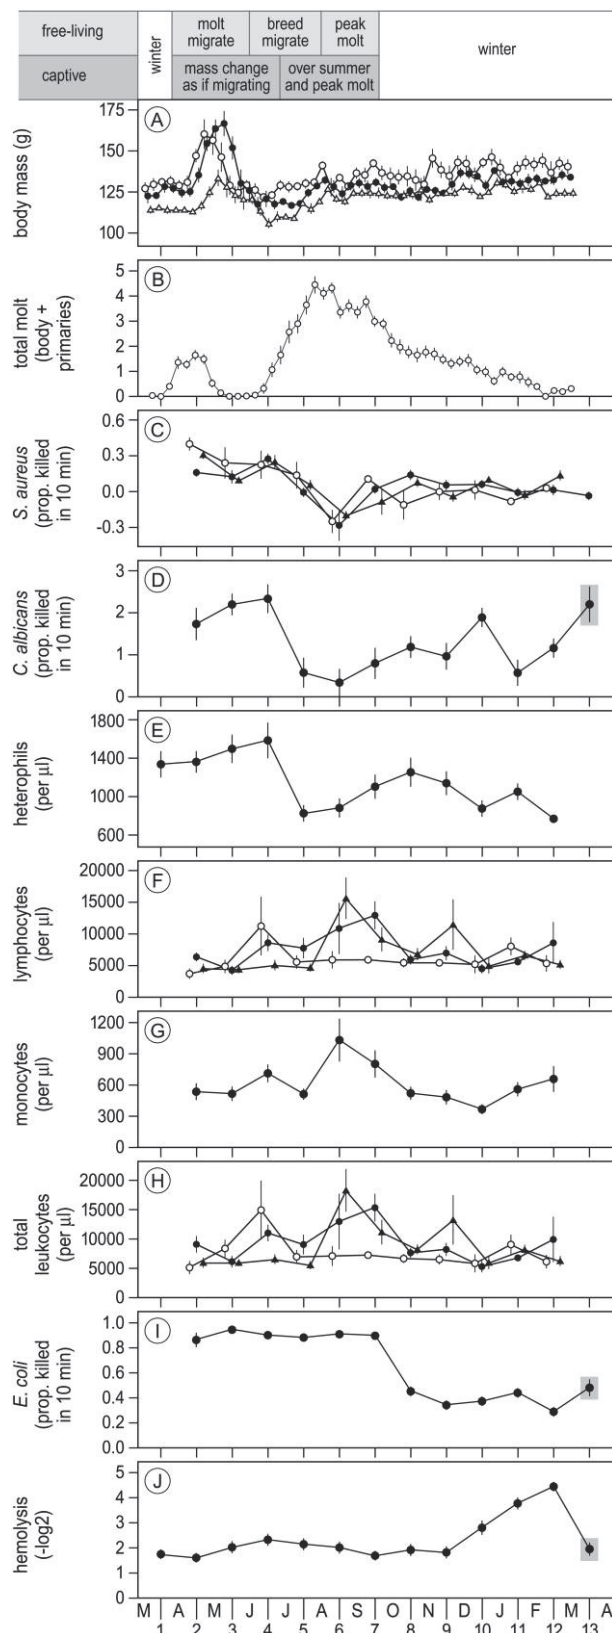 free-living
molt
migrate
breed
migrate
peak
molt
winter
winter
captive
mass change
as if migrating
over summer
and peak molt
A
body mass (g)
175
150
125
100
B
total molt
(body +
primaries)
5
4
3
2
1
0
C
S. aureus
(prop. killed
in 10 min)
0.6
0.3
0.0
-0.3
D
C. albicans
(prop. killed
in 10 min)
3
2
1
0
E
heterophils
(per µl)
1800
1400
1000
600
F
lymphocytes
(per µl)
20000
15000
10000
5000
0
G
monocytes
(per µl)
1200
900
600
300
0
H
total
leukocytes
(per µl)
20000
15000
10000
5000
0
I
E. coli
(prop. killed
in 10 min)
1.0
0.8
0.6
0.4
0.2
0.0
J
hemolysis
(-log2)
5
4
3
2
1
0
M A M J J A S O N D J F M A
1 2 3 4 5 6 7 8 9 10 11 12 13